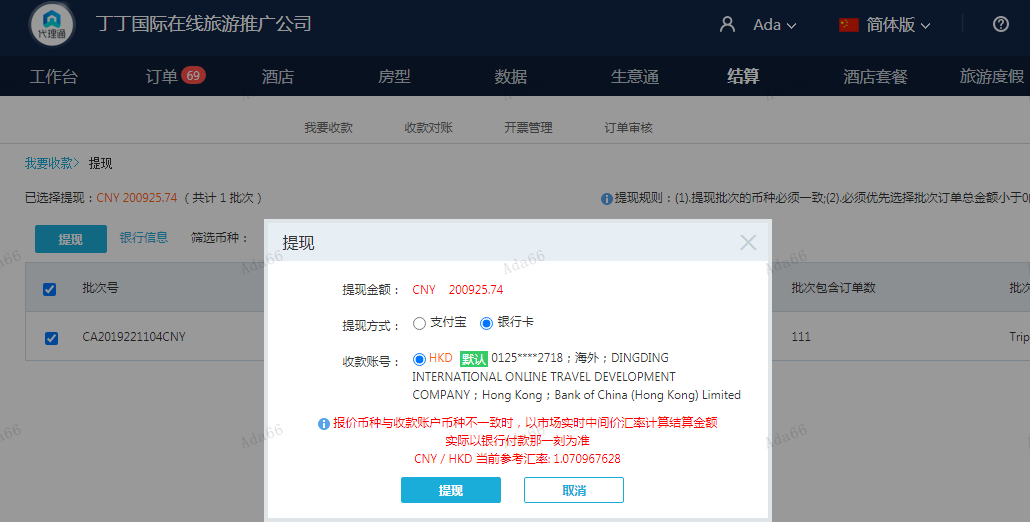 代理通
丁丁国际在线旅游推广公司
Ada
简体版
工作台 订单 69 酒店 房型 数据 生意通 结算 酒店套餐 旅游度假
我要收款 收款对账 开票管理 订单审核
我要收款> 提现
已选择提现：CNY 200925.74 （ 共计 1 批次 ）
提现规则：(1).提现批次的币种必须一致;(2).必须优先选择批次订单总金额小于0
提现 银行信息 筛选币种：
批次号 批次包含订单数 批次
CA2019221104CNY 111 Trip
提现
提现金额： CNY 200925.74
提现方式： 支付宝 银行卡
收款账号： HKD 默认 0125****2718；海外；DINGDING
INTERNATIONAL ONLINE TRAVEL DEVELOPMENT
COMPANY；Hong Kong；Bank of China (Hong Kong) Limited
报价币种与收款账户币种不一致时，以市场实时中间价汇率计算结算金额
实际以银行付款那一刻为准
CNY / HKD 当前参考汇率: 1.070967628
提现 取消
Ada66
Ada66
Ada66
Ada66